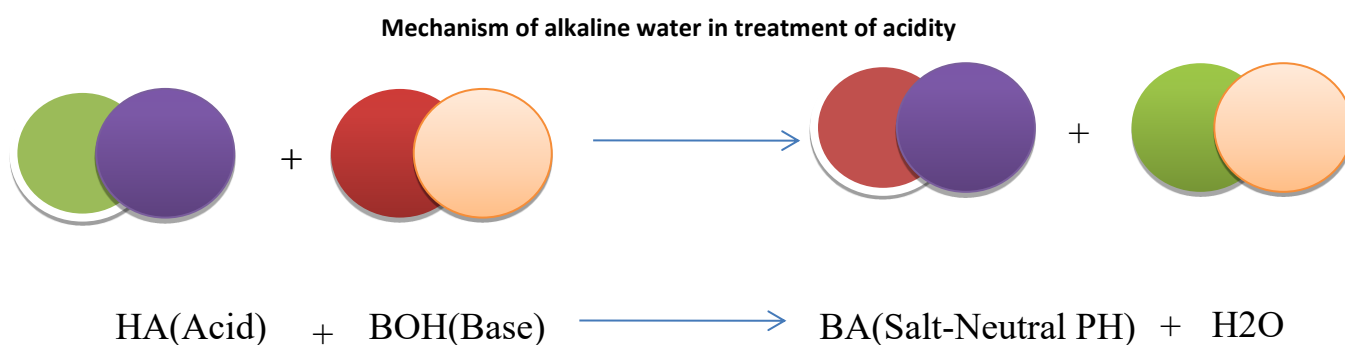 Mechanism of alkaline water in treatment of acidity
+ +
HA(Acid) + BOH(Base) BA(Salt-Neutral PH) + H2O